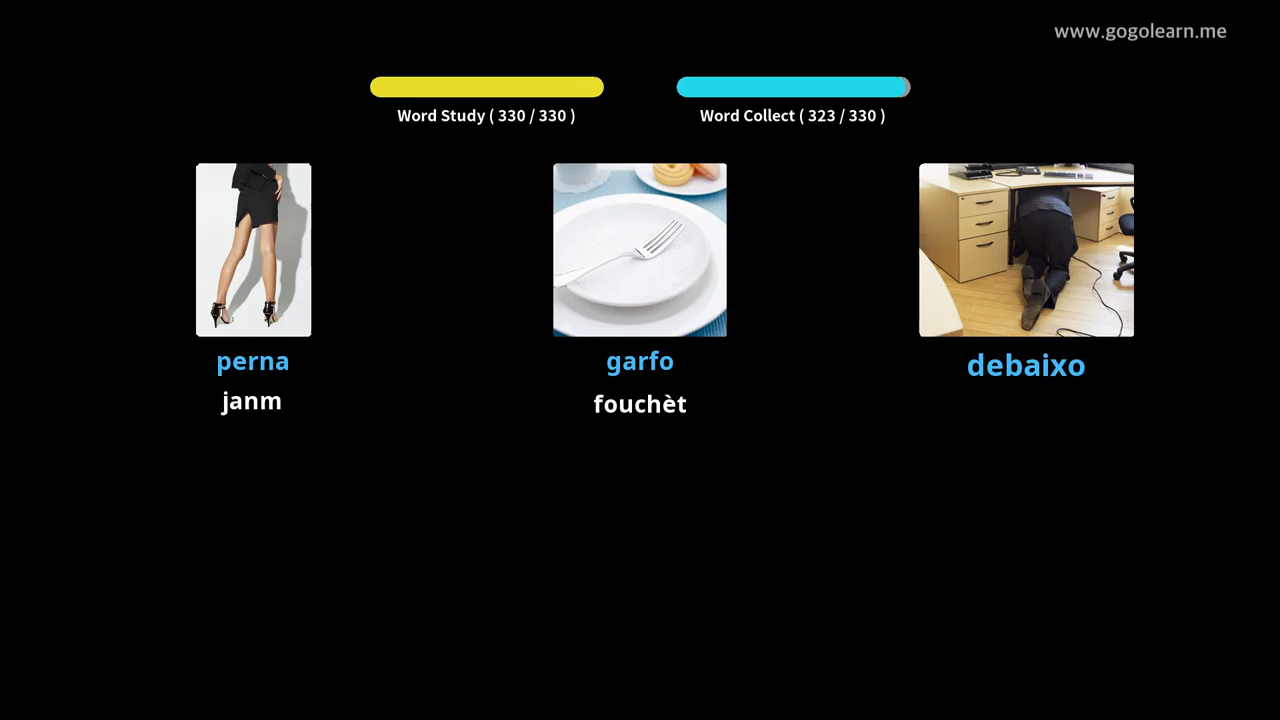 www.gogolearn.me
Word Study ( 330 / 330 )
Word Collect ( 323 / 330 )
perna
janm
garfo
fouchèt
debaixo